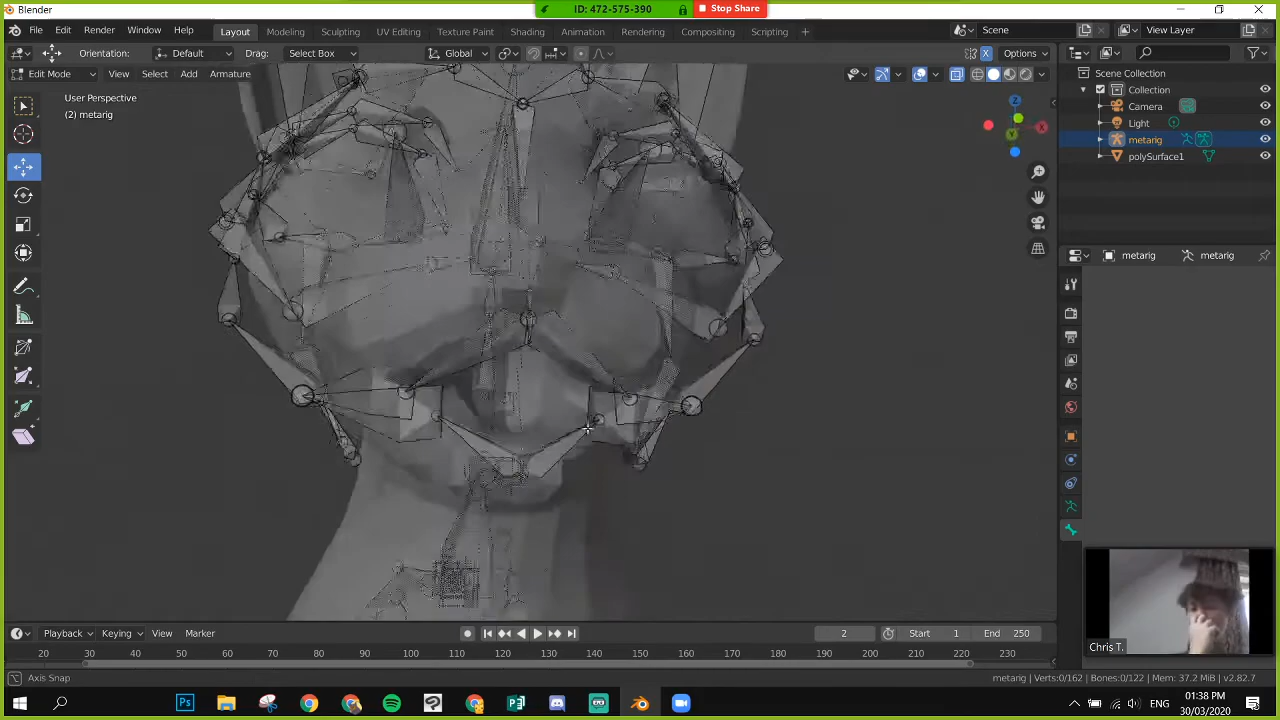 Blender
ID: 472-575-390
Stop Share
File Edit Render Window Help
Layout Modeling Sculpting UV Editing Texture Paint Shading Animation Rendering Compositing Scripting +
Scene
View Layer
Orientation: Default Drag: Select Box
Global
X Options
Edit Mode View Select Add Armature
User Perspective
(2) metarig
Z
X
Y
Scene Collection
Collection
Camera
Light
metarig
polySurface1
metarig
metarig
Chris T.
Playback Keying View Marker
2
Start 1
End 250
20 30 40 50 60 70 80 90 100 110 120 130 140 150 160 170 180 190 200 210 220 230
Axis Snap
metarig | Verts:0/162 | Bones:0/122 | Mem: 37.2 MiB | v2.82.7
Ps
ENG
01:38 PM
30/03/2020